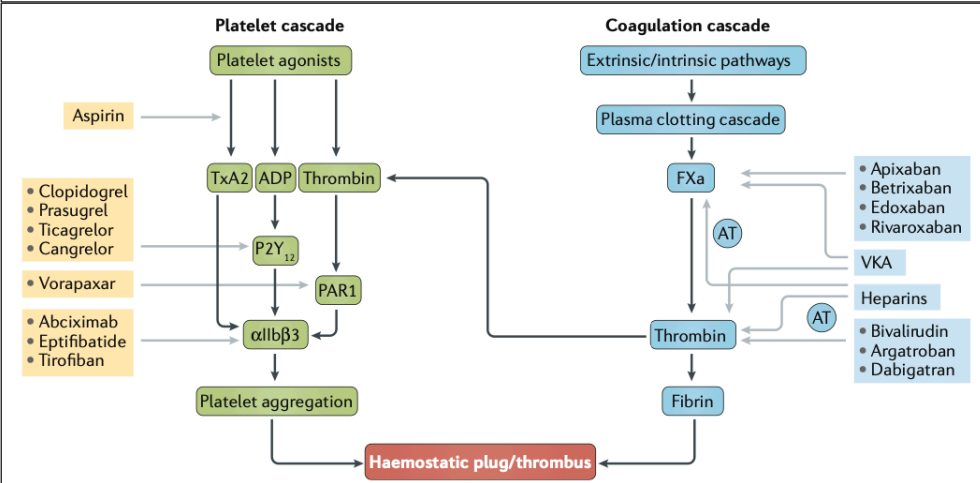 Platelet cascade
Coagulation cascade
Platelet agonists
Extrinsic/intrinsic pathways
Aspirin
Plasma clotting cascade
TxA2
ADP
Thrombin
FXa
• Apixaban
• Betrixaban
• Edoxaban
• Rivaroxaban
• Clopidogrel
• Prasugrel
• Ticagrelor
• Cangrelor
P2Y₁₂
AT
VKA
• Vorapaxar
PAR1
Heparins
AT
• Abciximab
• Eptifibatide
• Tirofiban
αIIbβ3
Thrombin
• Bivalirudin
• Argatroban
• Dabigatran
Platelet aggregation
Fibrin
Haemostatic plug/thrombus